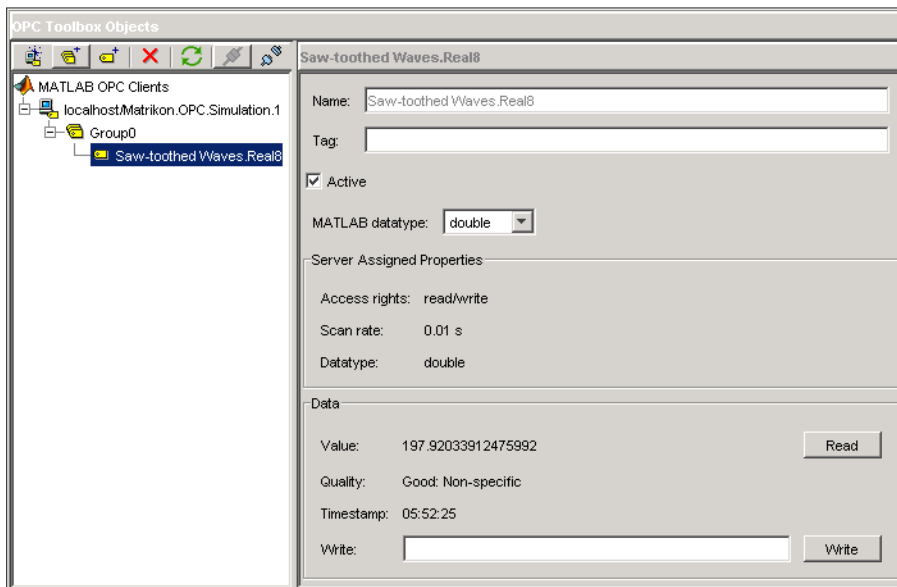 OPC Toolbox Objects
MATLAB OPC Clients
localhost/Matrikon.OPC.Simulation.1
Group0
Saw-toothed Waves.Real8
Saw-toothed Waves.Real8
Name: Saw-toothed Waves.Real8
Tag:
Active
MATLAB datatype: double
Server Assigned Properties
Access rights: read/write
Scan rate: 0.01 s
Datatype: double
Data
Value: 197.92033912475992 Read
Quality: Good: Non-specific
Timestamp: 05:52:25
Write: Write